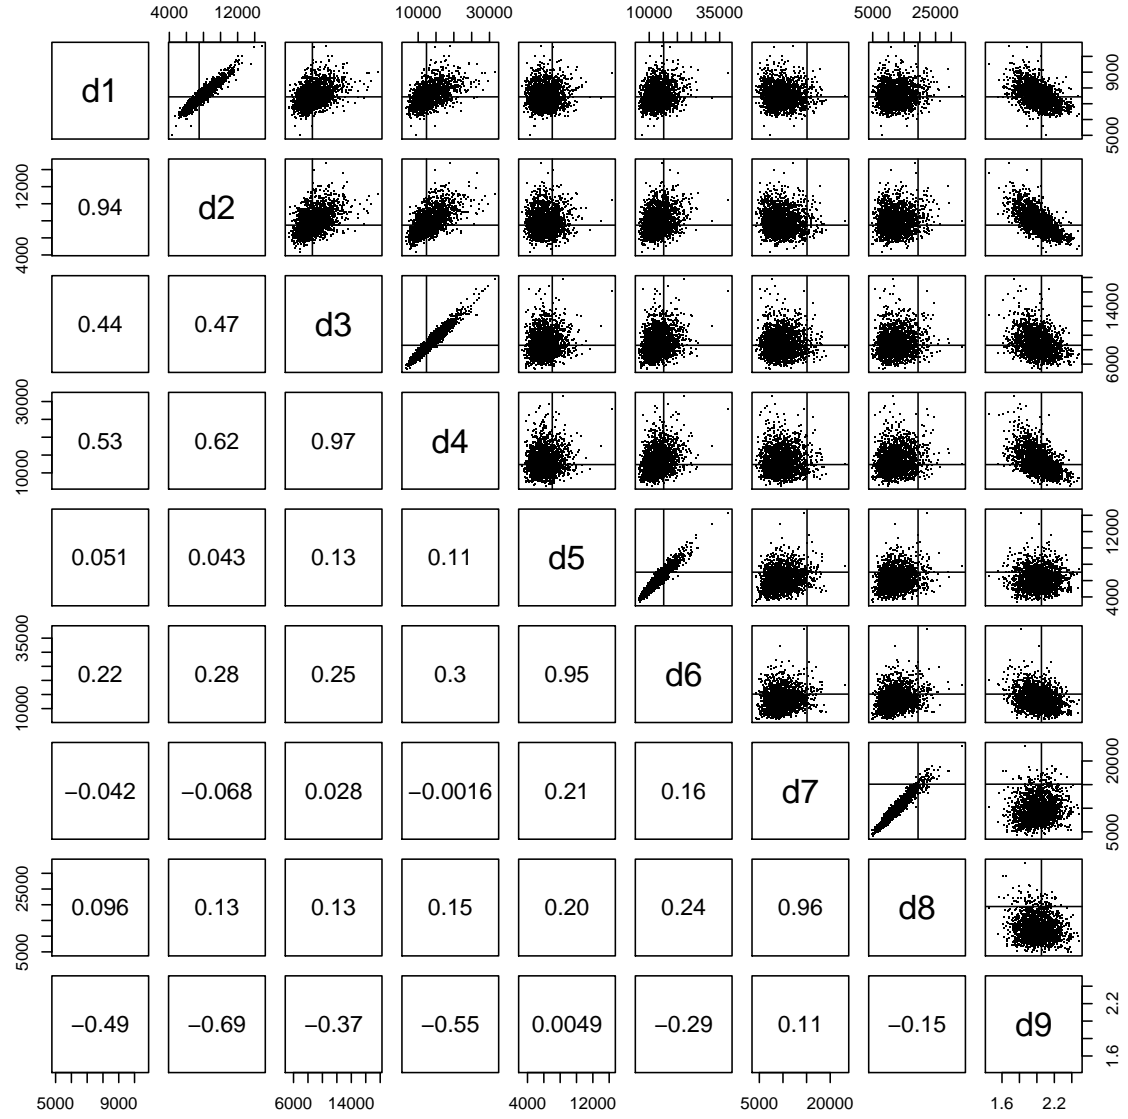 4000 12000 10000 30000 10000 35000 5000 25000
d1 5000 9000
4000 12000 0.94 d2
0.44 0.47 d3 6000 14000
10000 30000 0.53 0.62 0.97 d4
0.051 0.043 0.13 0.11 d5 4000 12000
10000 35000 0.22 0.28 0.25 0.3 0.95 d6
−0.042 −0.068 0.028 −0.0016 0.21 0.16 d7 5000 20000
5000 25000 0.096 0.13 0.13 0.15 0.20 0.24 0.96 d8
−0.49 −0.69 −0.37 −0.55 0.0049 −0.29 0.11 −0.15 d9 1.6 2.2
5000 9000 6000 14000 4000 12000 5000 20000 1.6 2.2